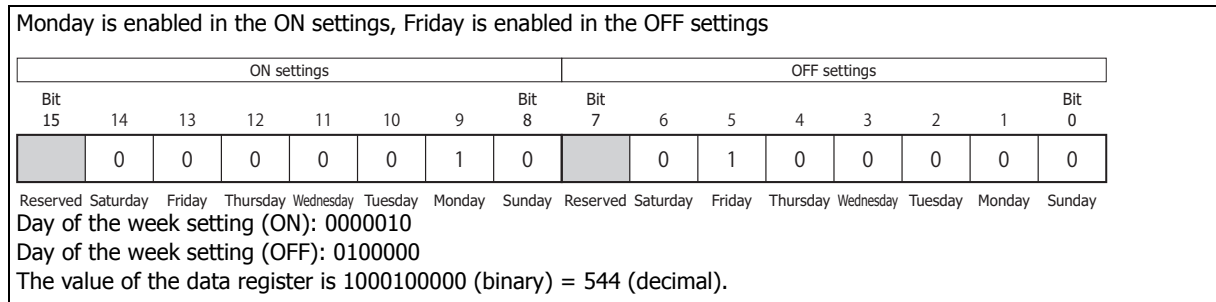 Monday is enabled in the ON settings, Friday is enabled in the OFF settings
ON settings OFF settings
Bit Bit Bit Bit
15 14 13 12 11 10 9 8 7 6 5 4 3 2 1 0
0 0 0 0 0 1 0 0 1 0 0 0 0 0
Reserved Saturday Friday Thursday Wednesday Tuesday Monday Sunday Reserved Saturday Friday Thursday Wednesday Tuesday Monday Sunday
Day of the week setting (ON): 0000010
Day of the week setting (OFF): 0100000
The value of the data register is 1000100000 (binary) = 544 (decimal).